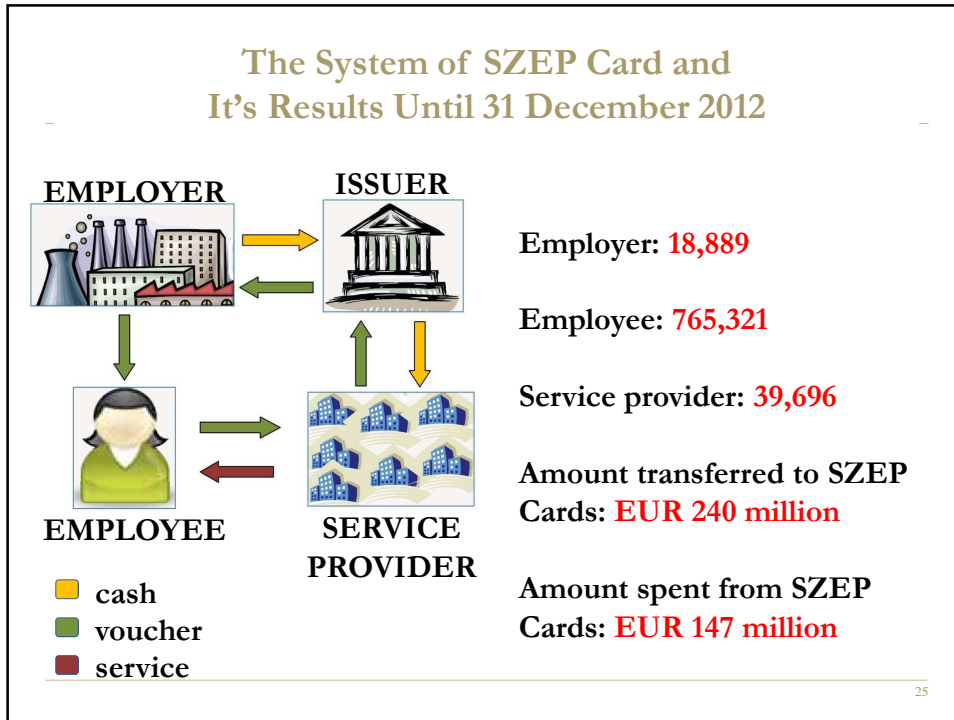 The System of SZEP Card and
It's Results Until 31 December 2012
EMPLOYER
ISSUER
EMPLOYEE
SERVICE
PROVIDER
cash
voucher
service
Employer: 18,889
Employee: 765,321
Service provider: 39,696
Amount transferred to SZEP
Cards: EUR 240 million
Amount spent from SZEP
Cards: EUR 147 million
25